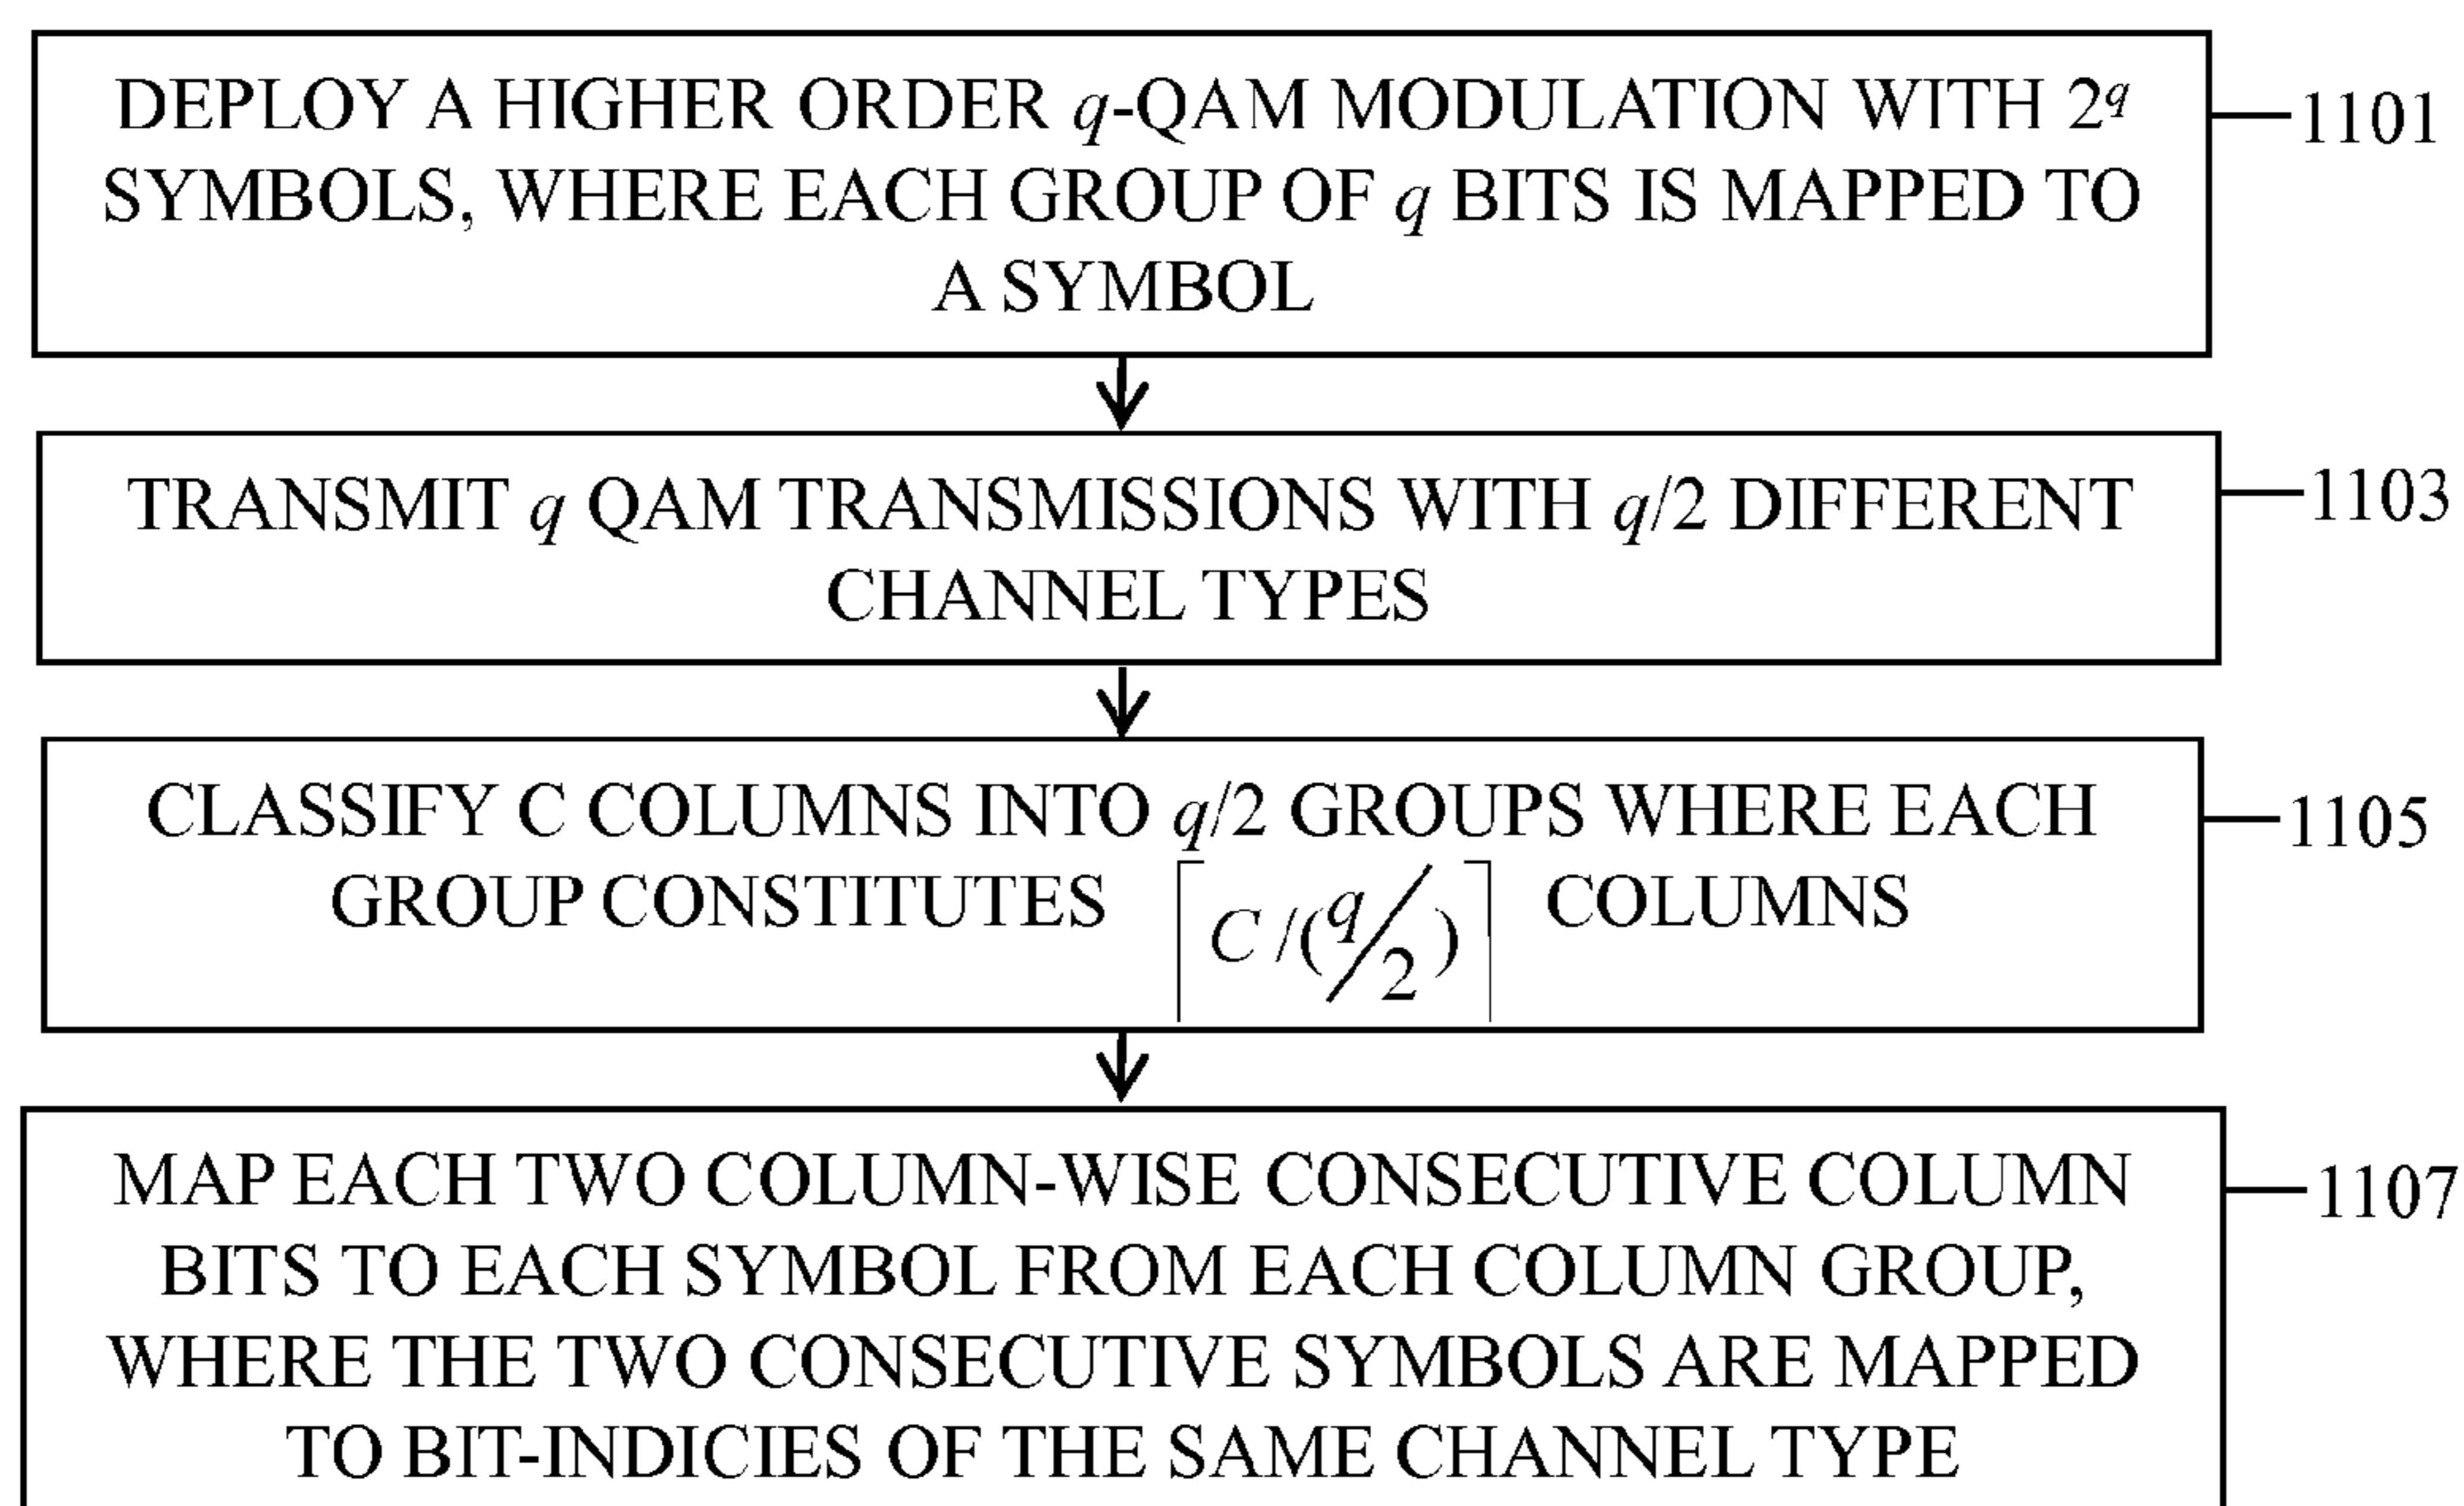 DEPLOY A HIGHER ORDER q-QAM MODULATION WITH 2^q
SYMBOLS, WHERE EACH GROUP OF q BITS IS MAPPED TO
A SYMBOL
1101
TRANSMIT q QAM TRANSMISSIONS WITH q/2 DIFFERENT
CHANNEL TYPES
1103
CLASSIFY C COLUMNS INTO q/2 GROUPS WHERE EACH
GROUP CONSTITUTES ⌈C/(q/2)⌉ COLUMNS
1105
MAP EACH TWO COLUMN-WISE CONSECUTIVE COLUMN
BITS TO EACH SYMBOL FROM EACH COLUMN GROUP,
WHERE THE TWO CONSECUTIVE SYMBOLS ARE MAPPED
TO BIT-INDICIES OF THE SAME CHANNEL TYPE
1107